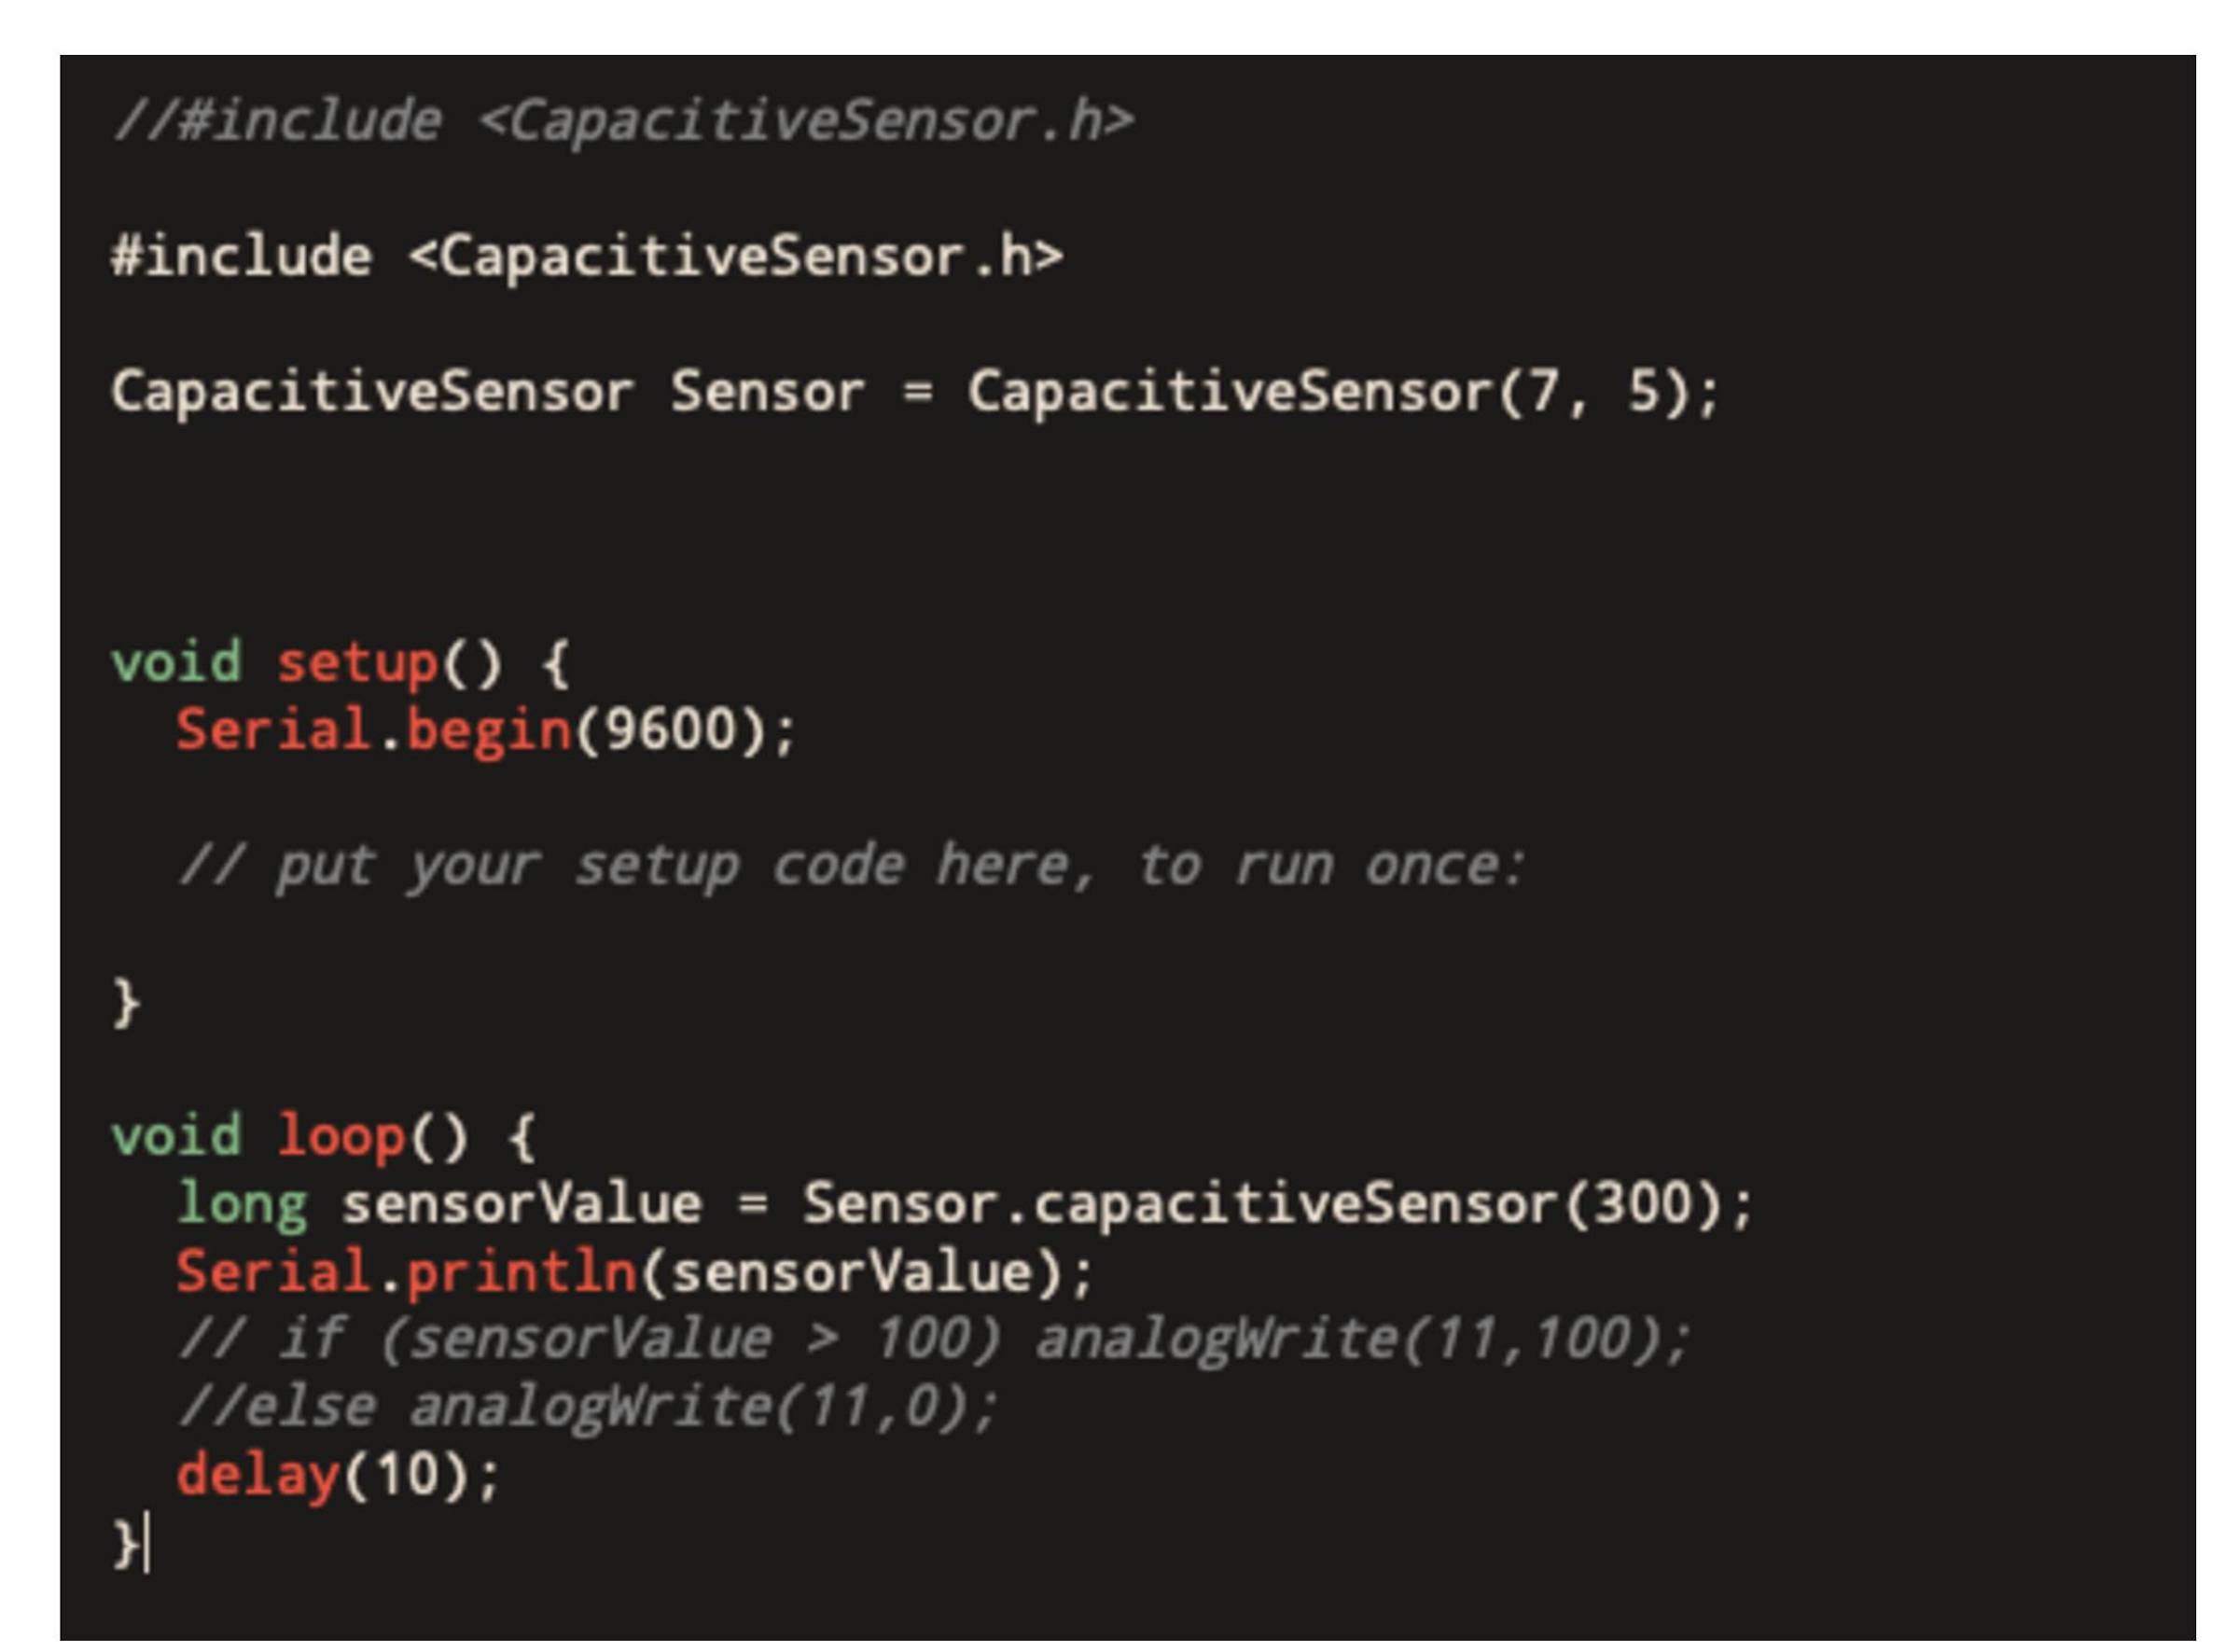 //#include <CapacitiveSensor.h>
#include <CapacitiveSensor.h>
CapacitiveSensor Sensor = CapacitiveSensor(7, 5);
void setup() {
  Serial.begin(9600);
  // put your setup code here, to run once:
}
void loop() {
  long sensorValue = Sensor.capacitiveSensor(300);
  Serial.println(sensorValue);
  // if (sensorValue > 100) analogWrite(11,100);
  //else analogWrite(11,0);
  delay(10);
}